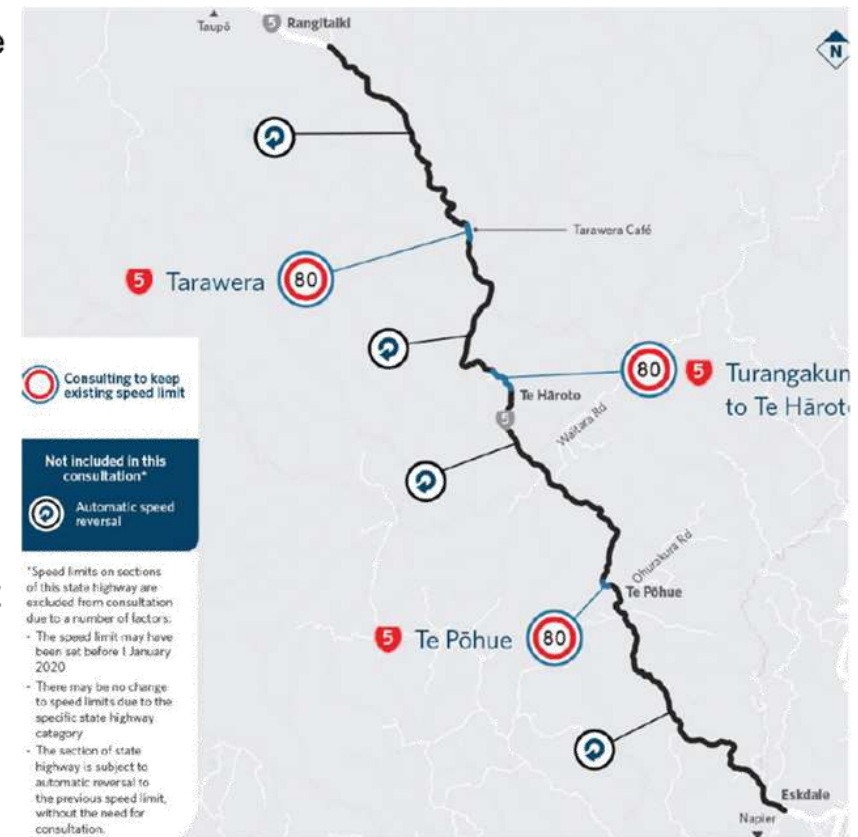 Taupō
5 Rangitaiki
N
Tarawera Café
5 Tarawera 80
80 5 Turangakun
to Te Hārot
Te Hāroto
5
Waitara Rd
Consulting to keep
existing speed limit
Not included in this
consultation*
Automatic speed
reversal
Ohurakura Rd
Te Pōhue
5 Te Pōhue 80
*Speed limits on sections
of this state highway are
excluded from consultation
due to a number of factors:
- The speed limit may have
been set before 1 January
2020
- There may be no change
to speed limits due to the
specific state highway
category
- The section of state
highway is subject to
automatic reversal to
the previous speed limit,
without the need for
consultation.
Eskdale
Napier